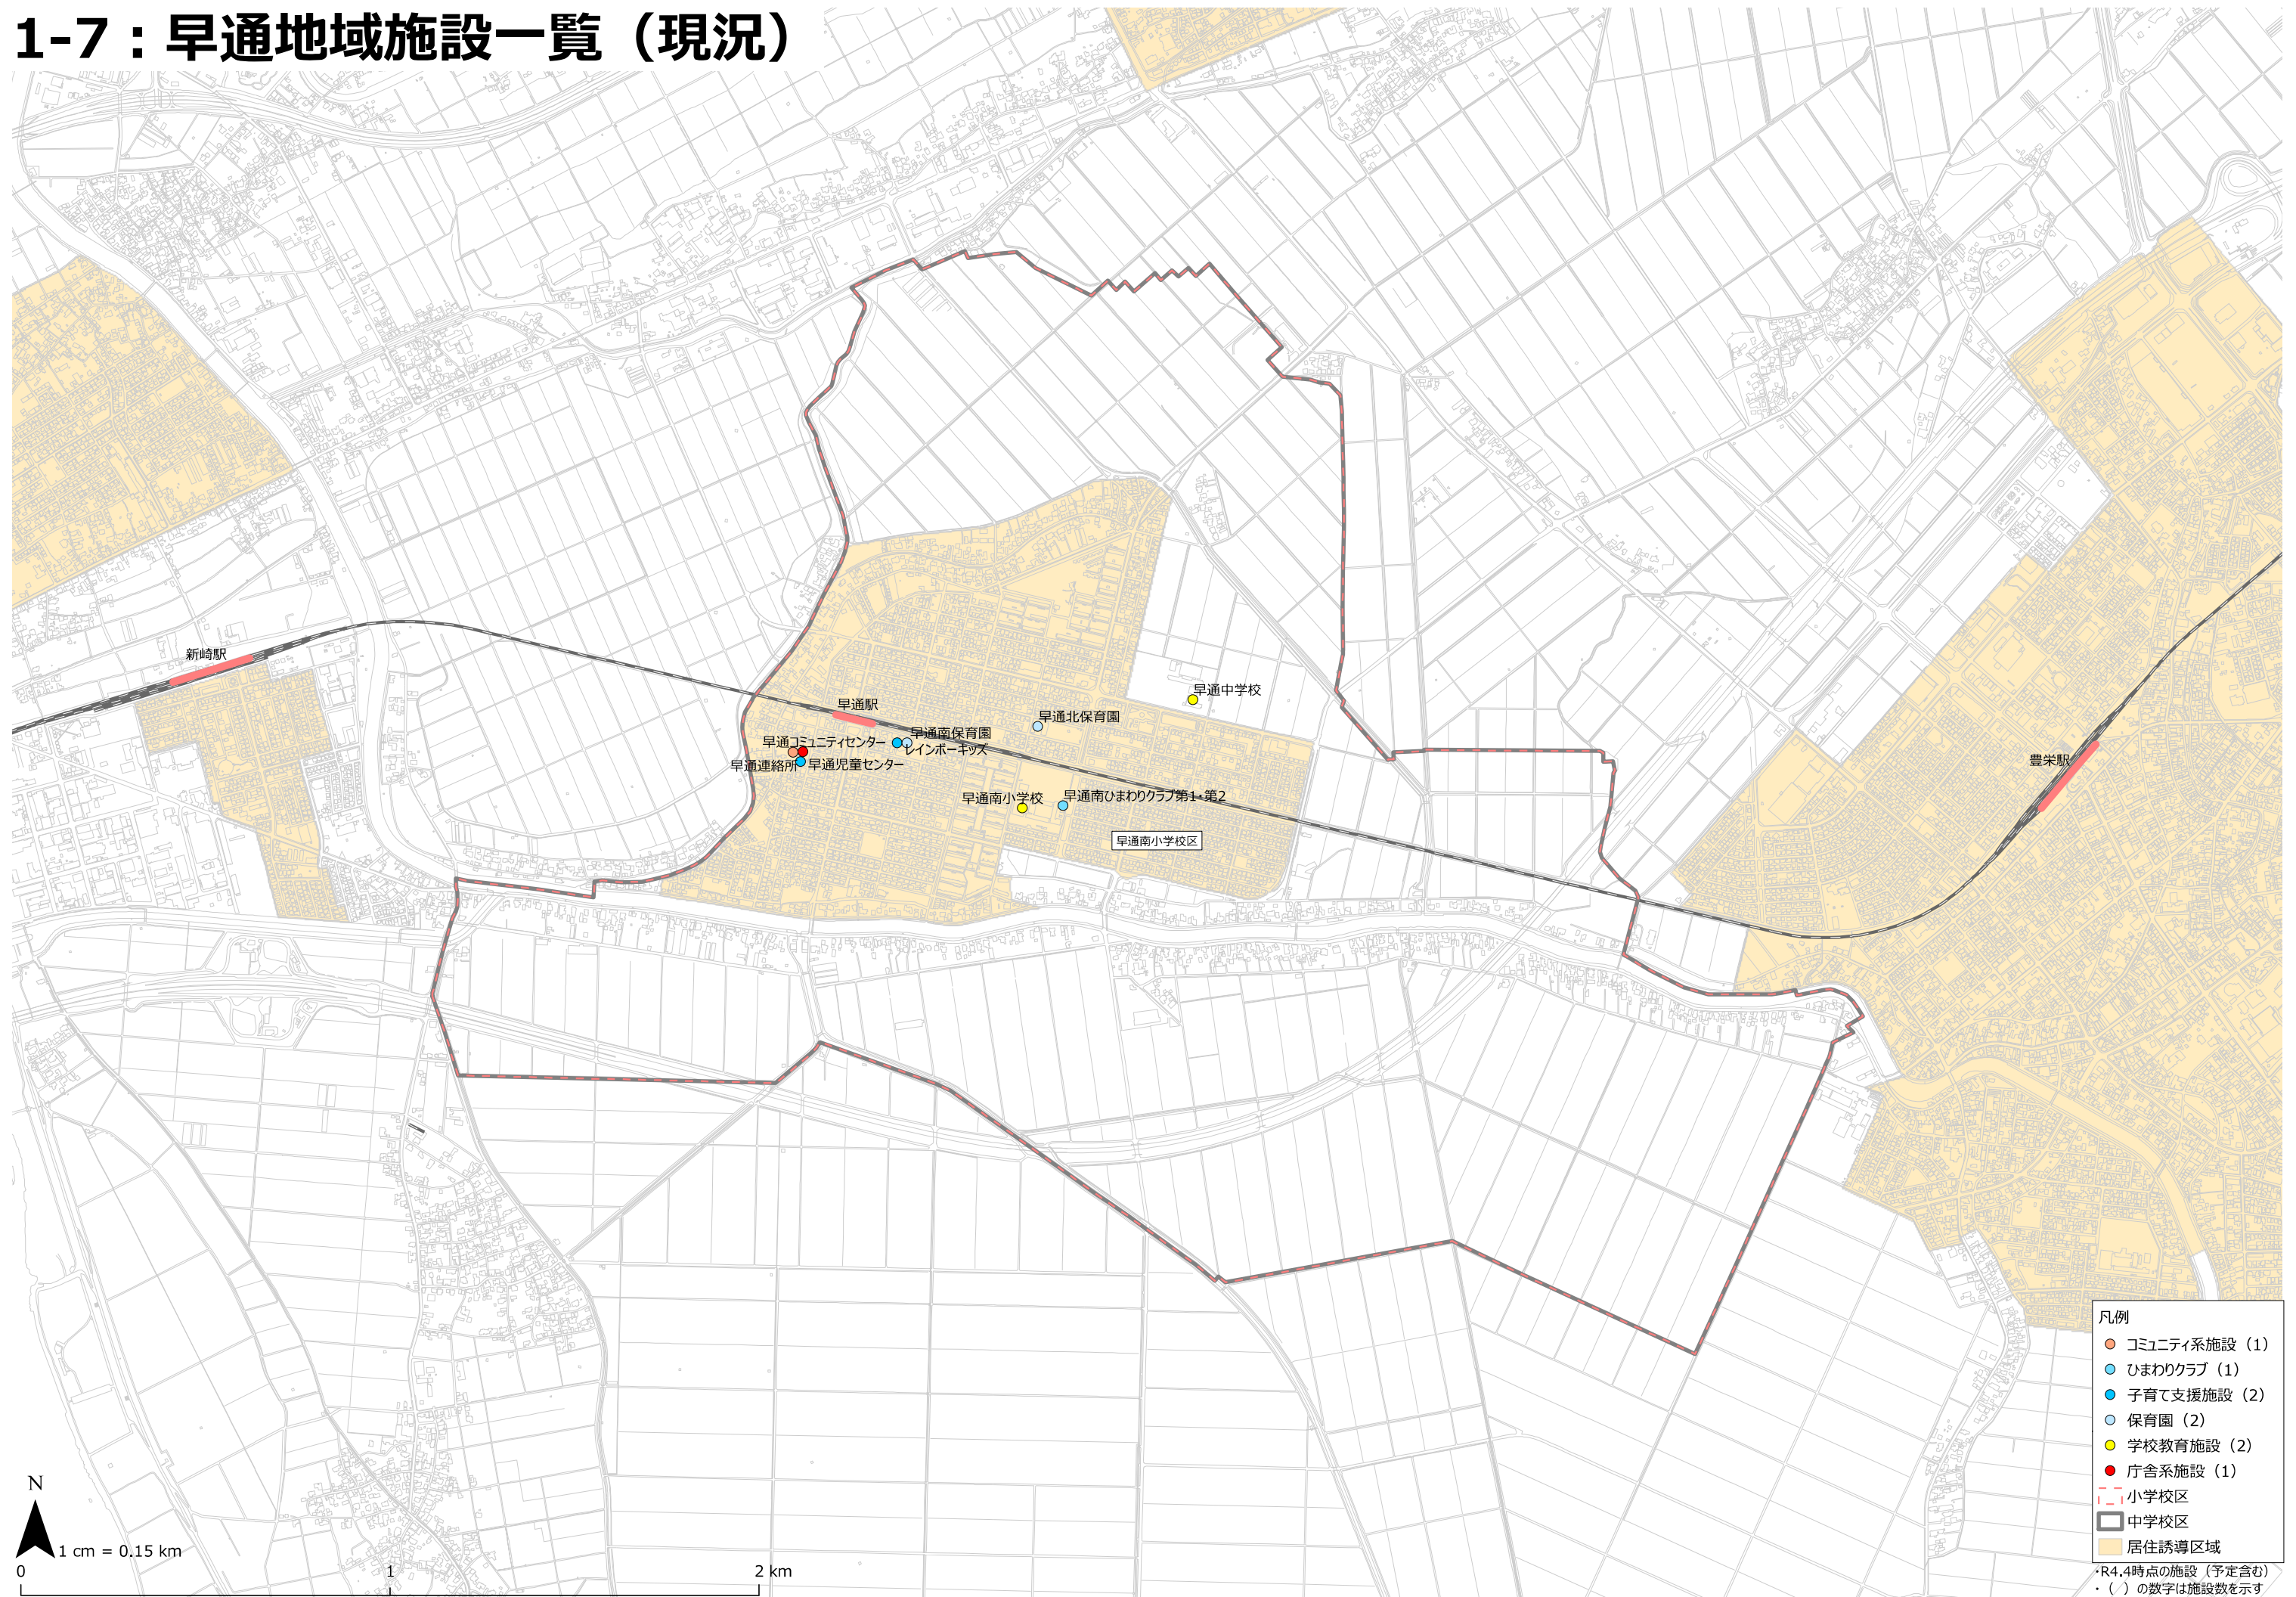 1-7：早通地域施設一覧（現況）
新崎駅
早通駅
早通中学校
早通北保育園
早通南保育園
早通コミュニティセンター
レインボーキッズ
豊栄駅
早通連絡所
早通児童センター
早通南小学校
早通南ひまわりクラブ第1・第2
早通南小学校区
凡例
コミュニティ系施設（1）
ひまわりクラブ（1）
子育て支援施設（2）
保育園（2）
学校教育施設（2）
庁舎系施設（1）
小学校区
中学校区
居住誘導区域
・R4.4時点の施設（予定含む）
・（　）の数字は施設数を示す
N
1 cm = 0.15 km
0 1 2 km